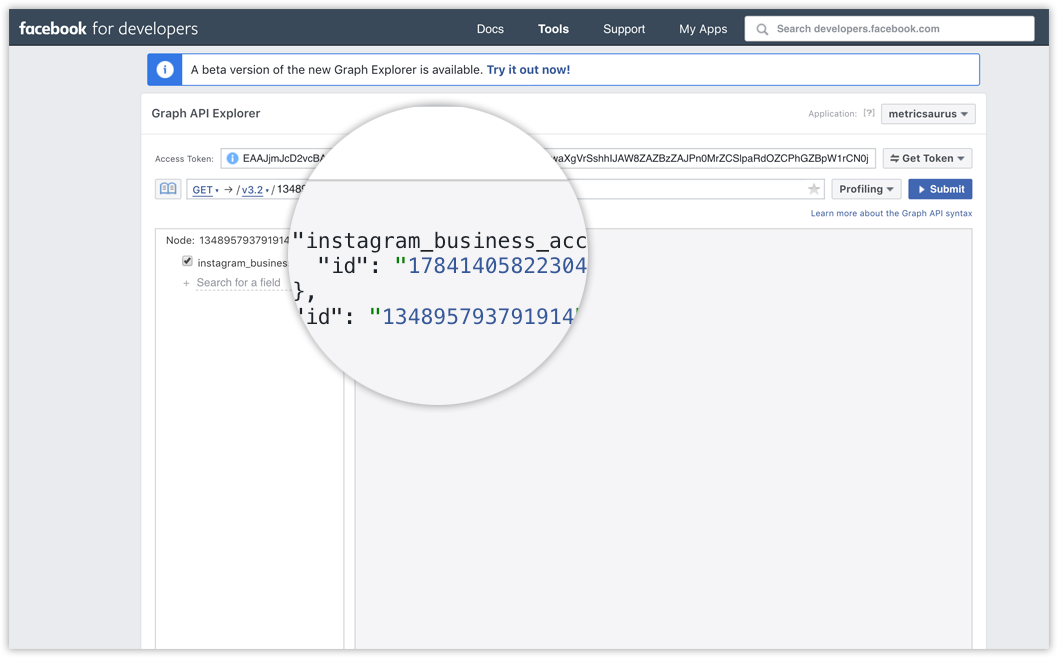 facebook for developers Docs Tools Support My Apps Search developers.facebook.com
A beta version of the new Graph Explorer is available. Try it out now!
Graph API Explorer Application: [?] metricsaurus
Access Token: EAAJjmJcD2vcBA waXgVrSshhIJAW8ZAZBzZAJPn0MrZCSlpaRdOZCPhGZBpW1rCN0j Get Token
GET → / v3.2 / 13489 Profiling Submit
Learn more about the Graph API syntax
Node: 134895793791914
instagram_busines
+ Search for a field
"instagram_business_acc
"id": "17841405822304
},
"id": "134895793791914"